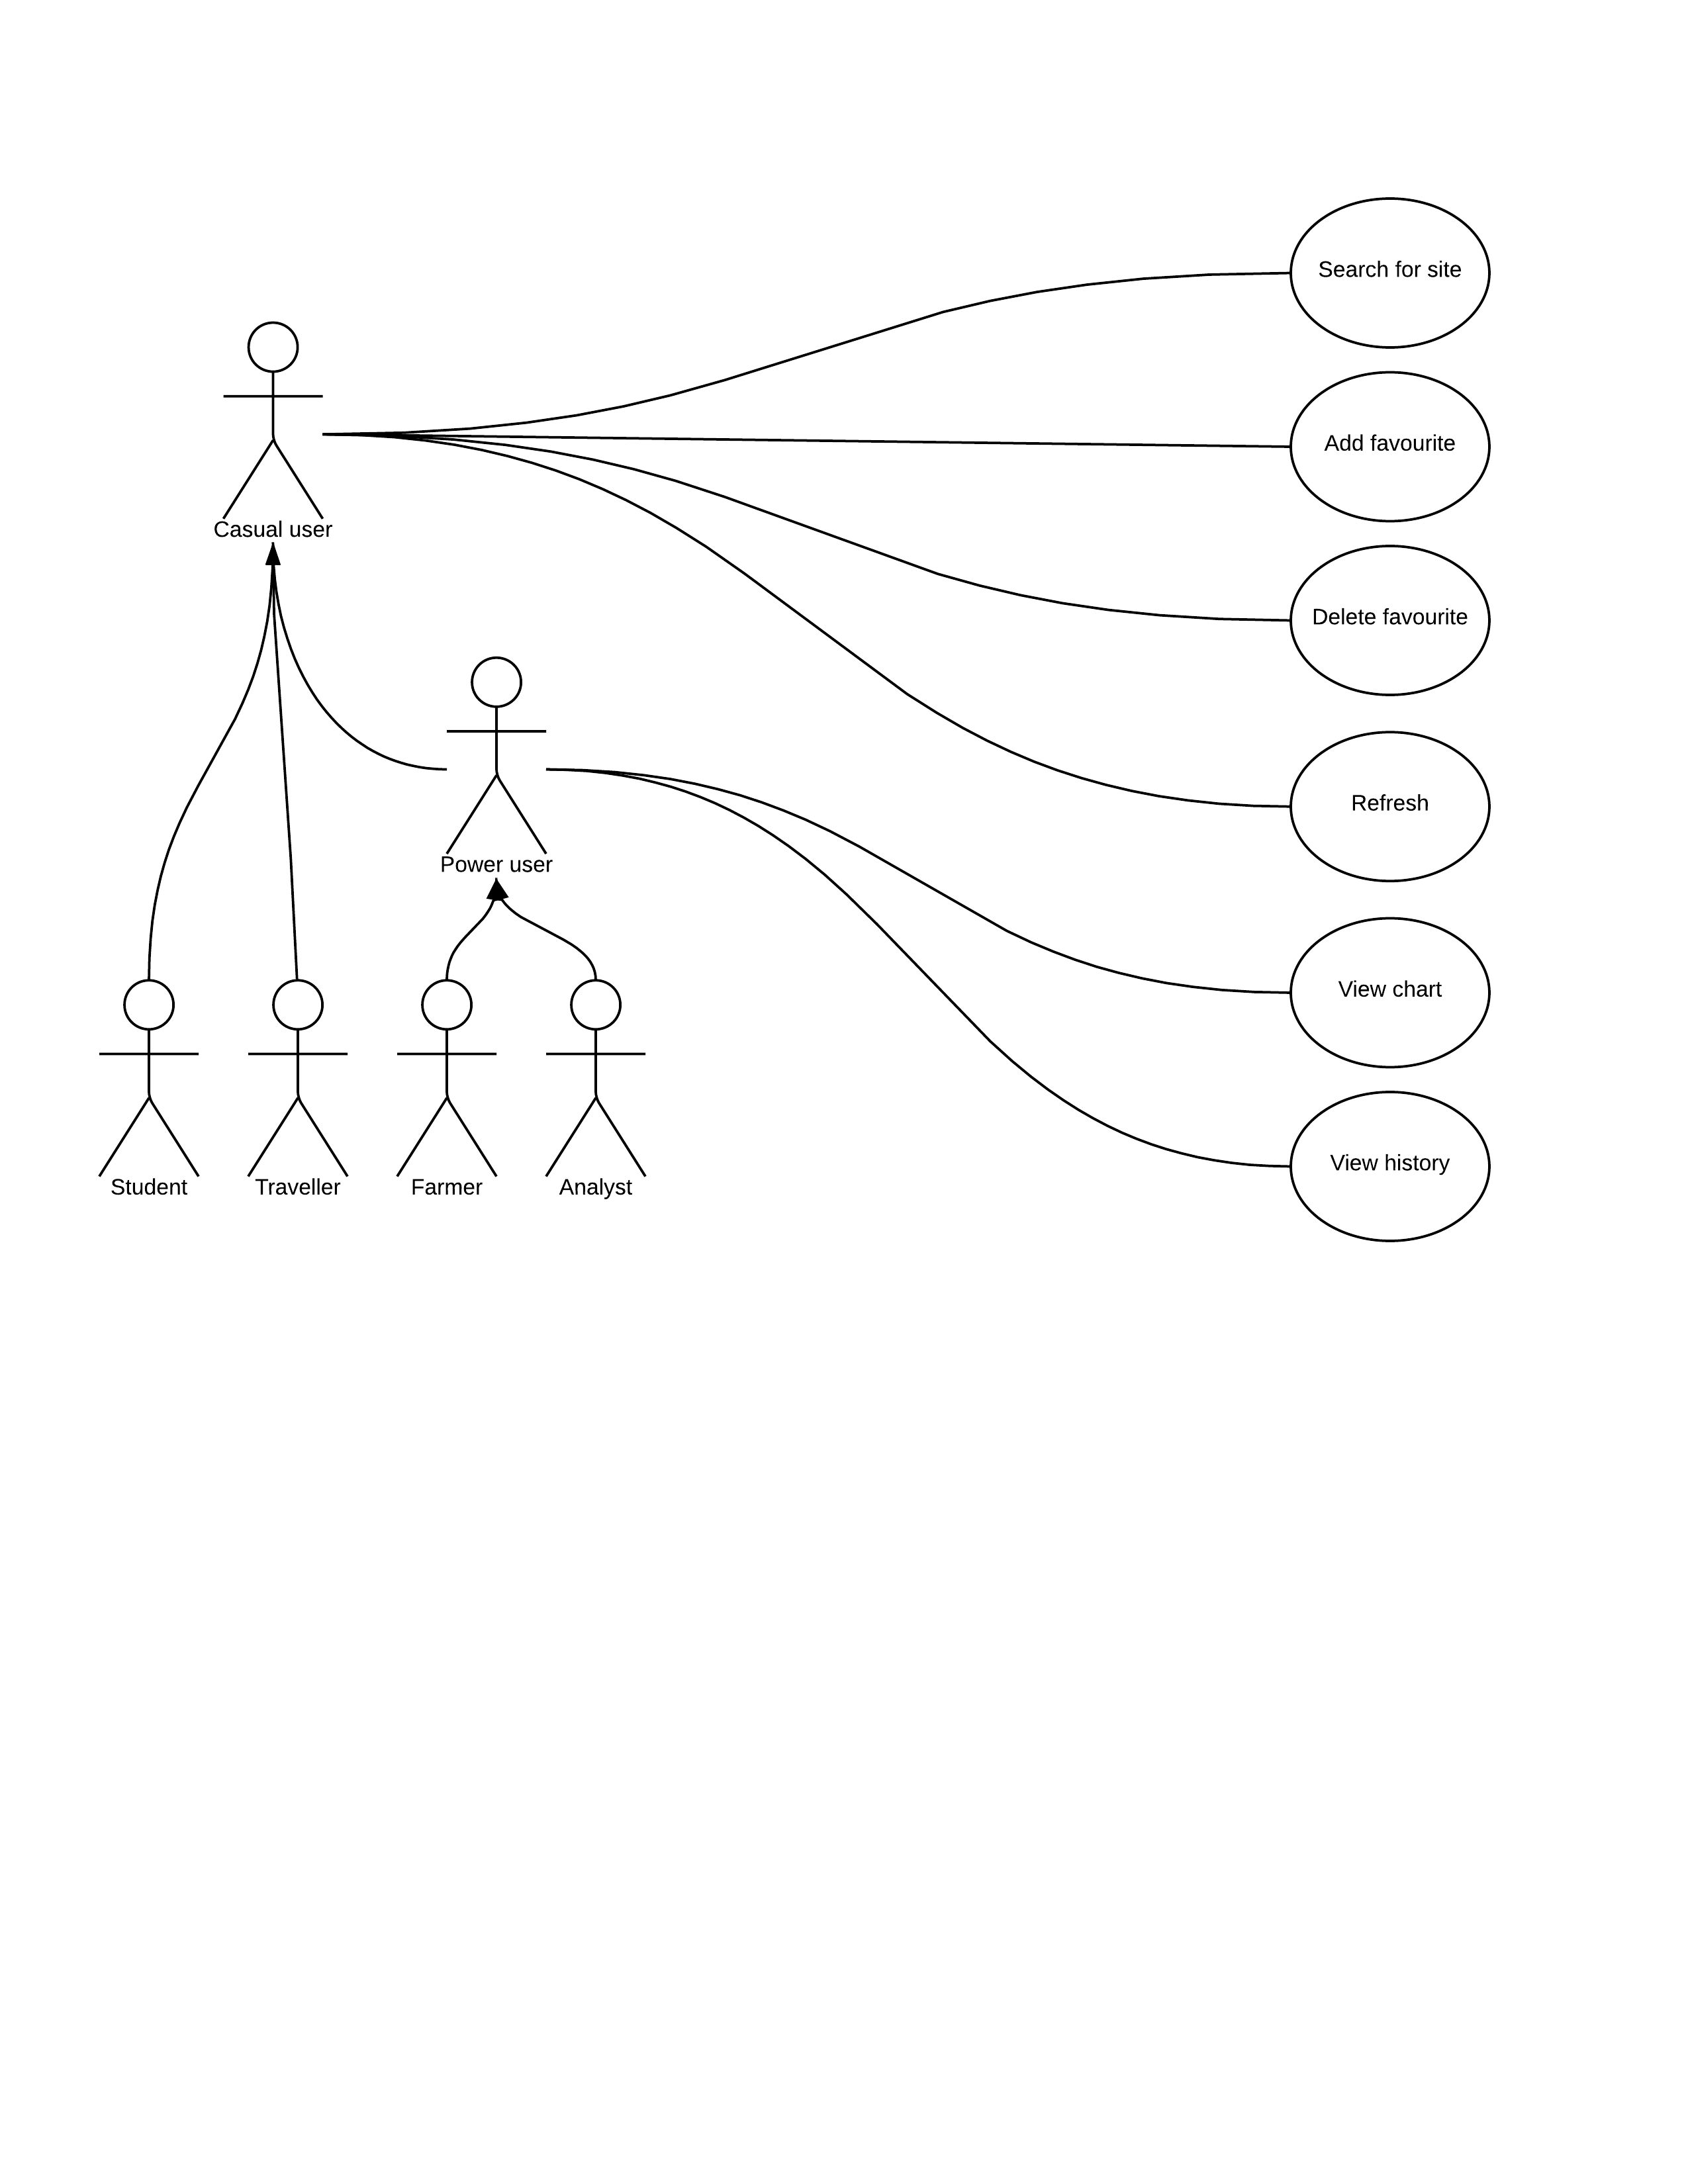 Search for site
Add favourite
Casual user
Delete favourite
Refresh
Power user
View chart
View history
Student
Traveller
Farmer
Analyst